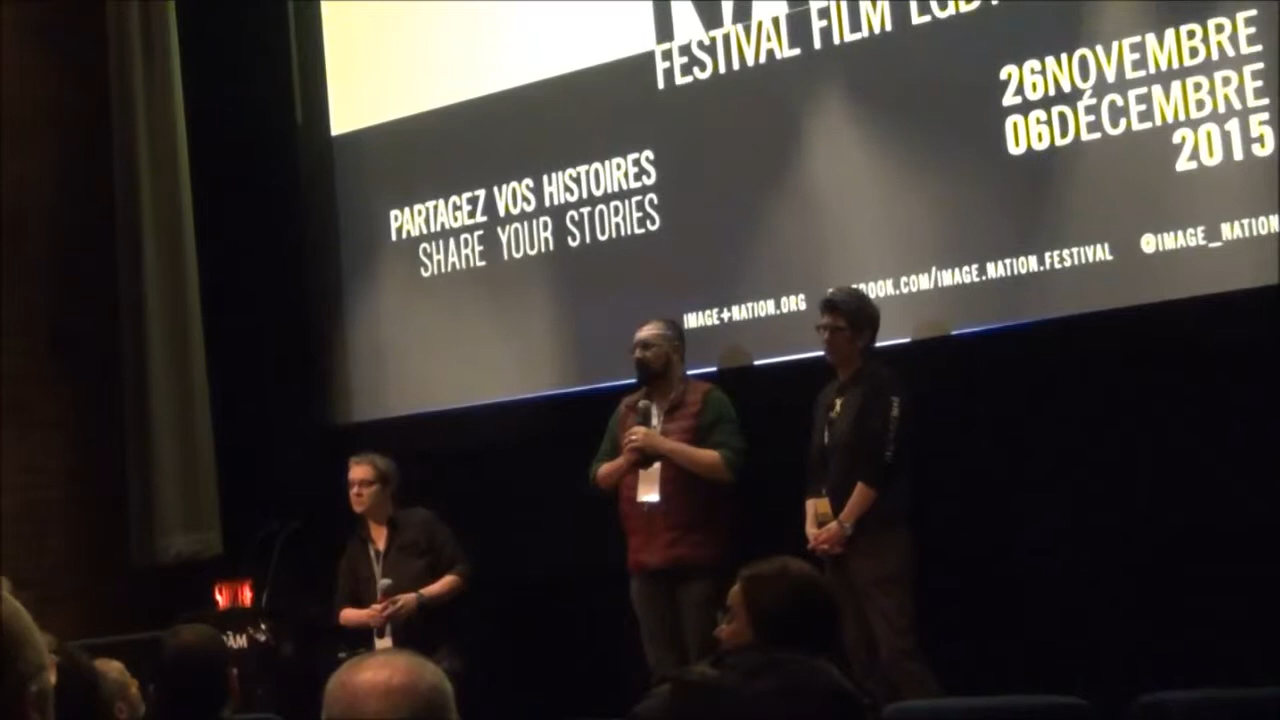 FESTIVAL FILM
26NOVEMBRE
06DÉCEMBRE
2015
PARTAGEZ VOS HISTOIRES
SHARE YOUR STORIES
IMAGE+NATION.ORG
.COM/IMAGE.NATION.FESTIVAL
@IMAGE_NATION